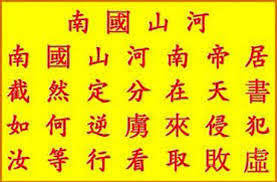 南國山河
南國山河南帝居
截然定分在天書
如何逆虜來侵犯
汝等行看取敗虛